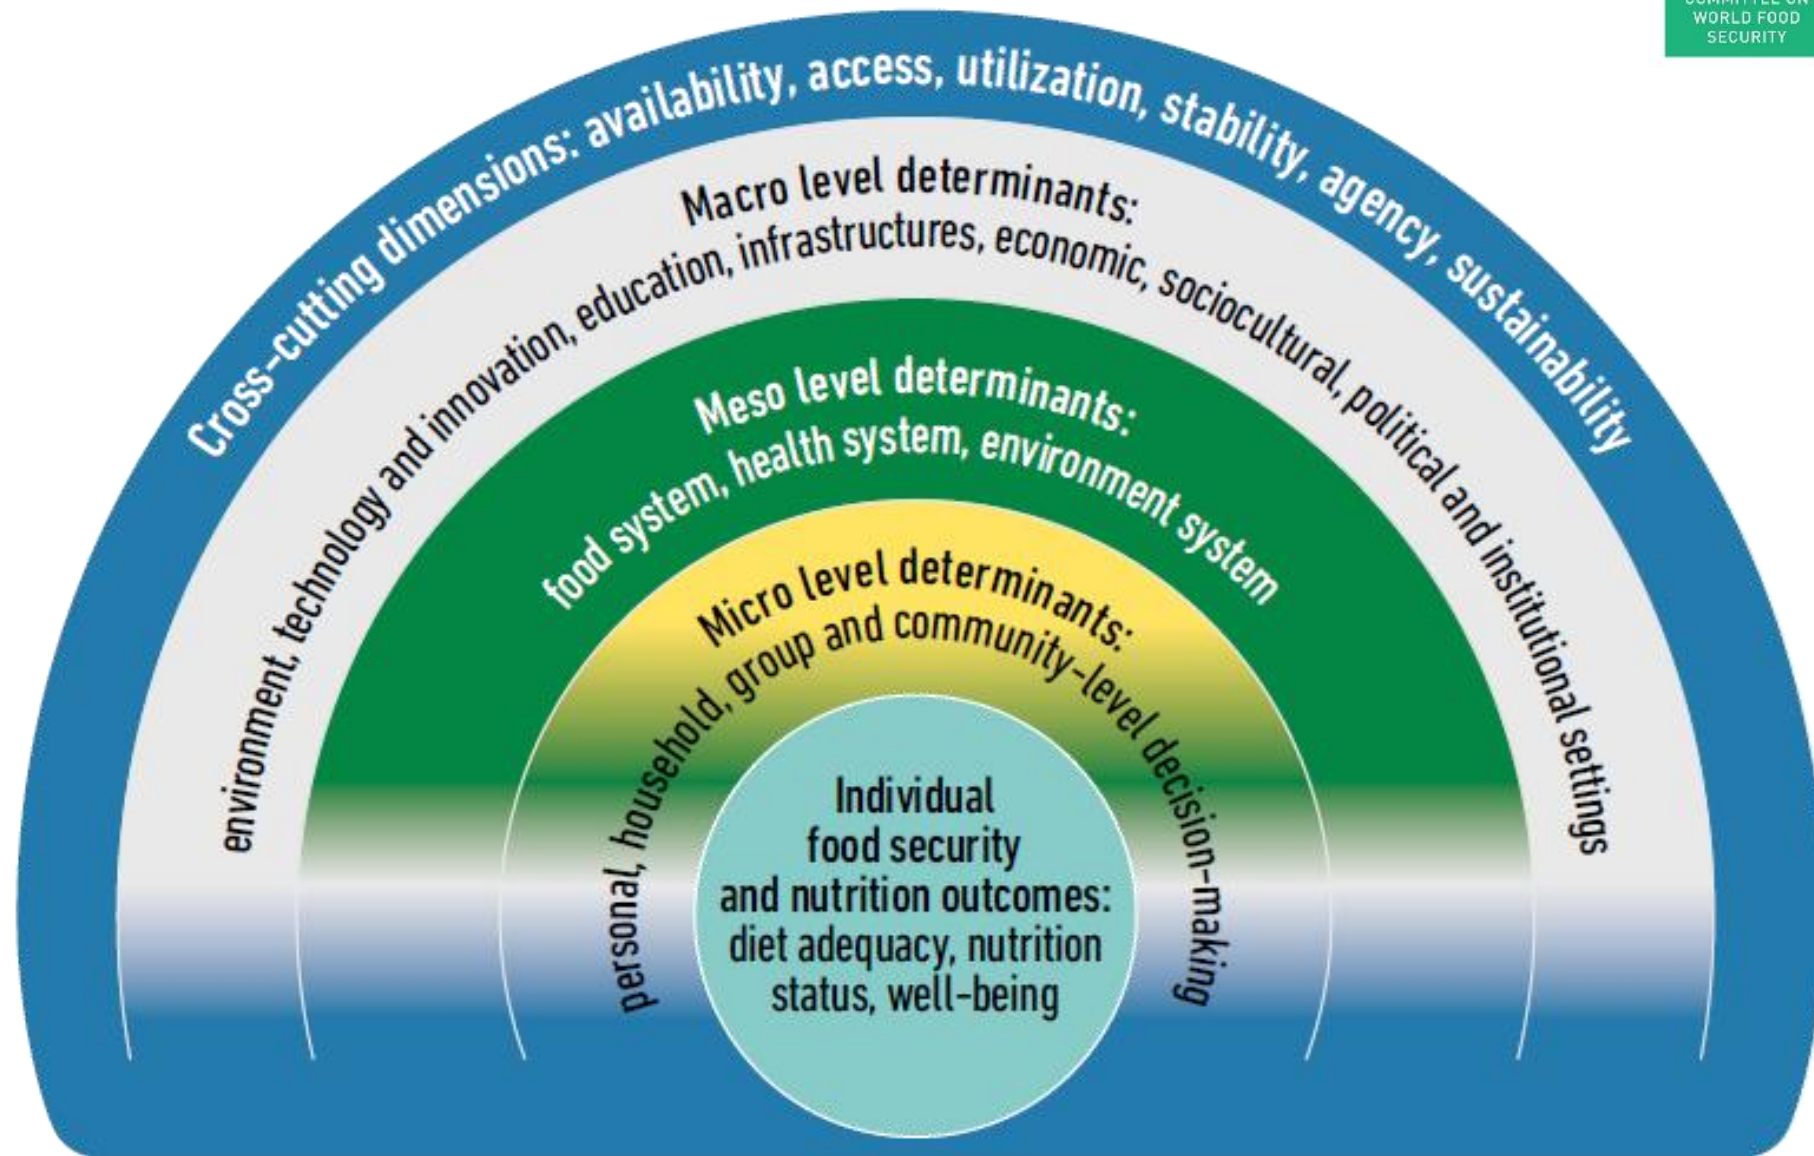 COMMITTEE ON
WORLD FOOD
SECURITY
Cross-cutting dimensions: availability, access, utilization, stability, agency, sustainability
Macro level determinants:
environment, technology and innovation, education, infrastructures, economic, sociocultural, political and institutional settings
Meso level determinants:
food system, health system, environment system
Micro level determinants:
personal, household, group and community-level decision-making
Individual
food security
and nutrition outcomes:
diet adequacy, nutrition
status, well-being